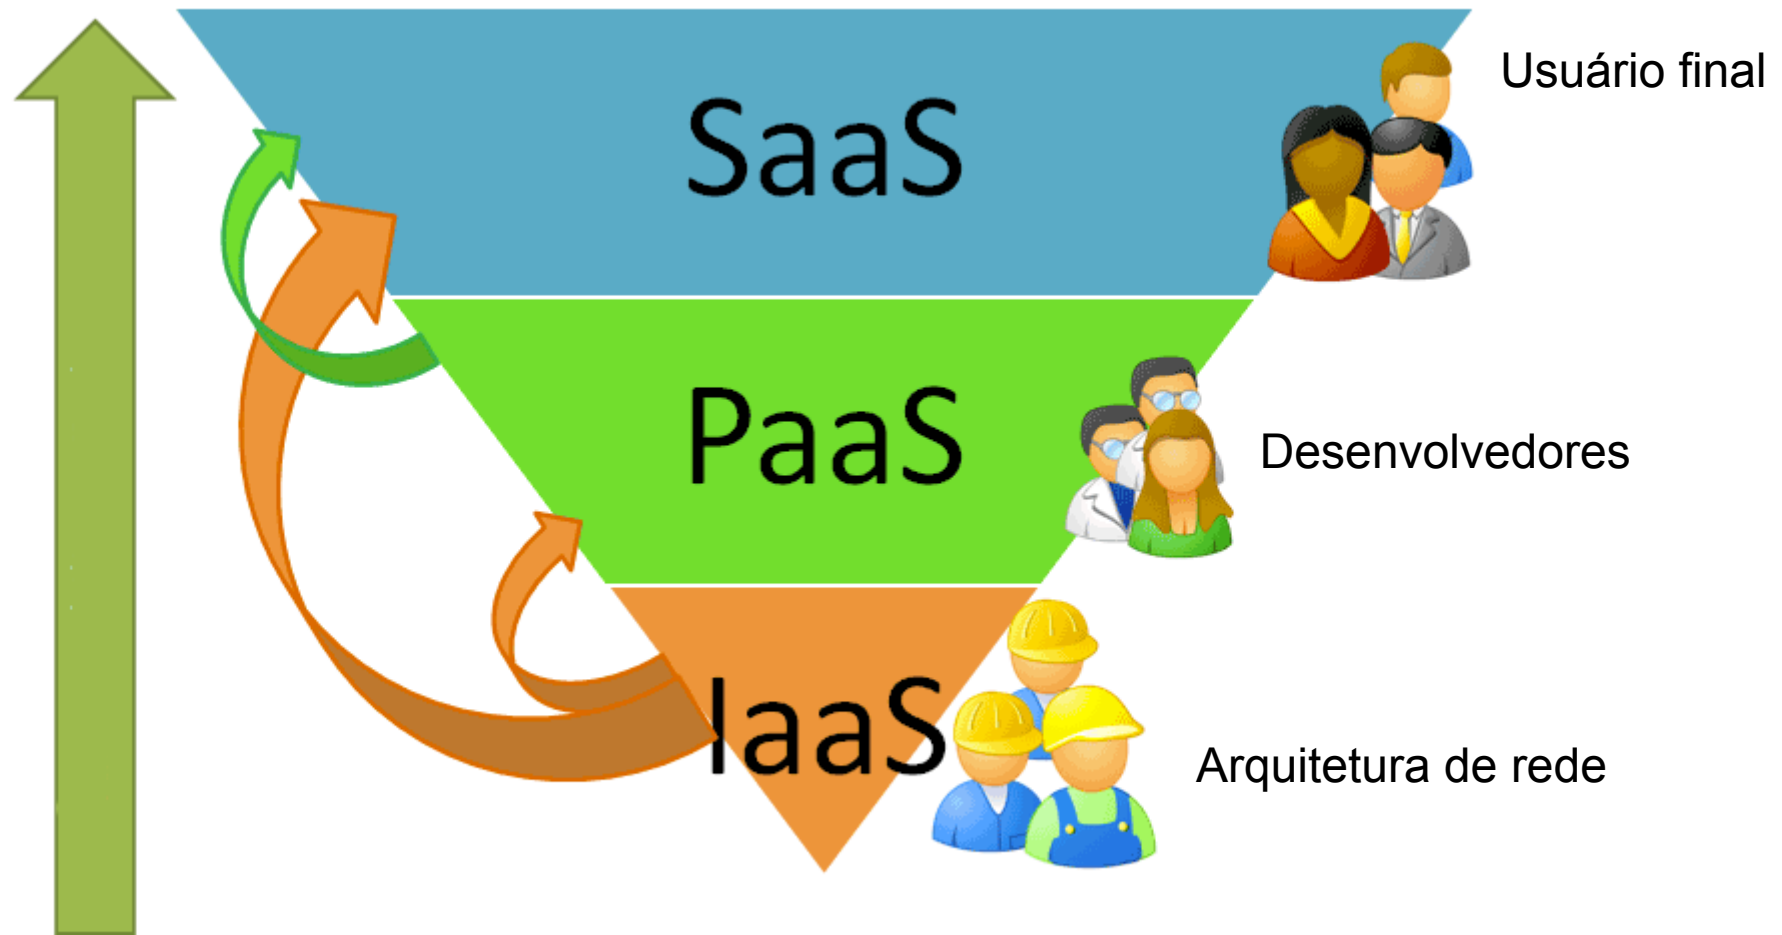 SaaS
Usuário final
PaaS
Desenvolvedores
IaaS
Arquitetura de rede